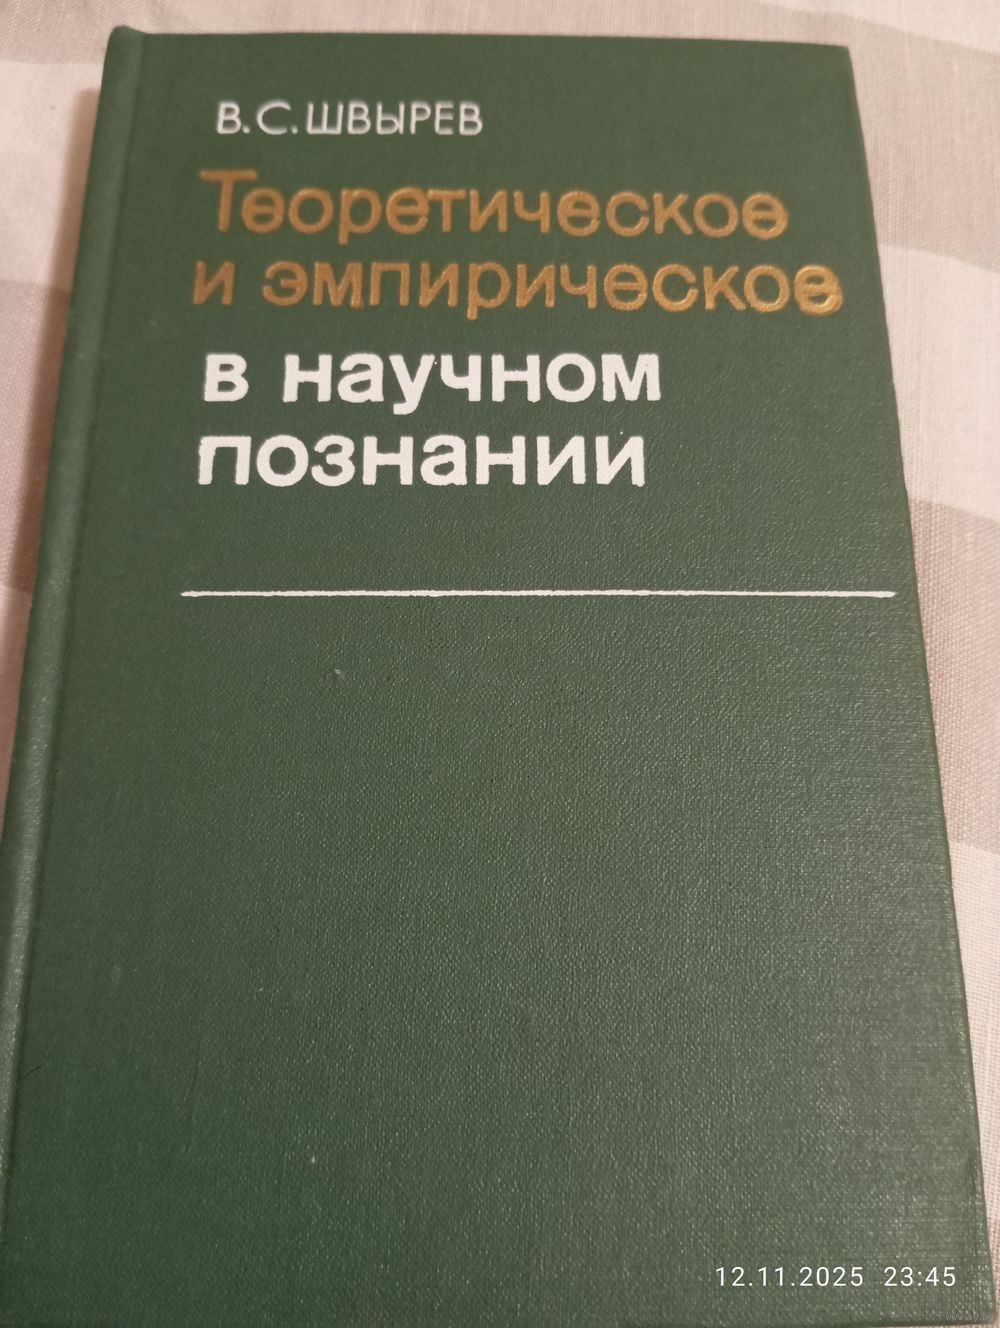 В. С. ШВЫРЕВ
Теоретическое
и эмпирическое
в научном
познании
12.11.2025 23:45